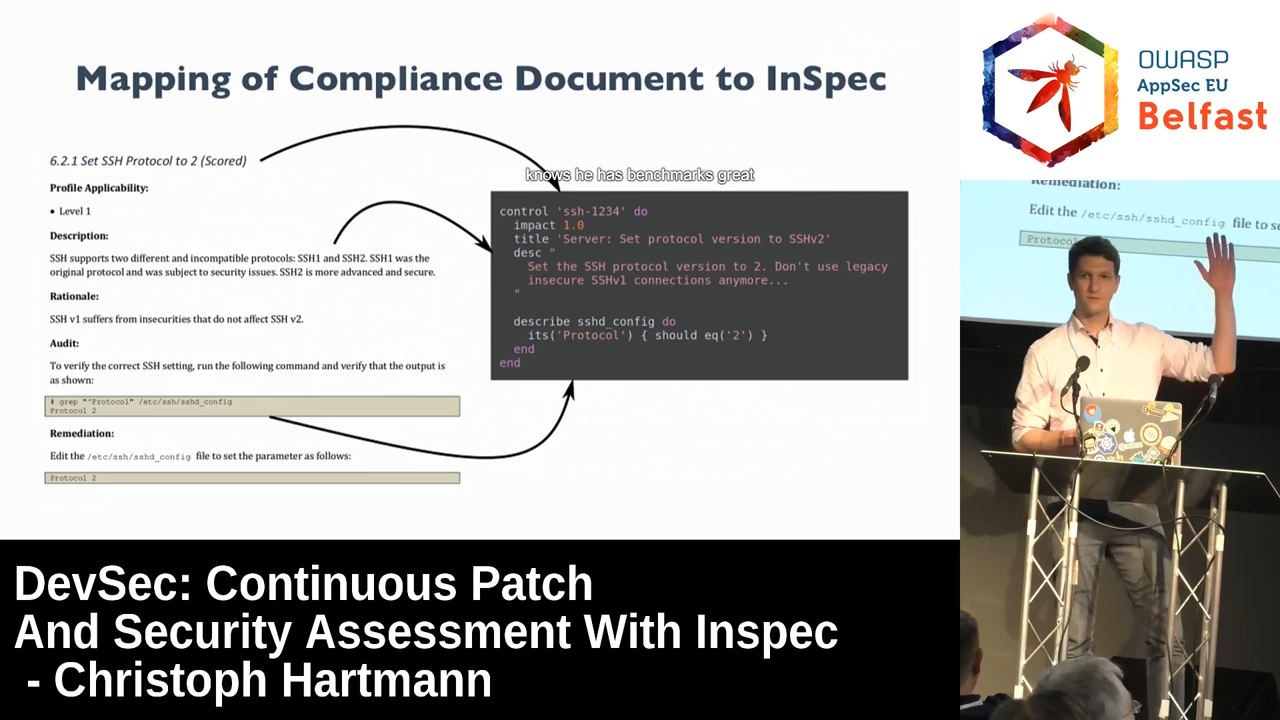 Mapping of Compliance Document to InSpec
6.2.1 Set SSH Protocol to 2 (Scored)
Profile Applicability:
• Level 1
Description:
SSH supports two different and incompatible protocols: SSH1 and SSH2. SSH1 was the
original protocol and was subject to security issues. SSH2 is more advanced and secure.
Rationale:
SSH v1 suffers from insecurities that do not affect SSH v2.
Audit:
To verify the correct SSH setting, run the following command and verify that the output is
as shown:
# grep "^Protocol" /etc/ssh/sshd_config
Protocol 2
Remediation:
Edit the /etc/ssh/sshd_config file to set the parameter as follows:
Protocol 2
knows he has benchmarks great
control 'ssh-1234' do
impact 1.0
title 'Server: Set protocol version to SSHv2'
desc "
Set the SSH protocol version to 2. Don't use legacy
insecure SSHv1 connections anymore...
"
describe sshd_config do
its('Protocol') { should eq('2') }
end
end
OWASP
AppSec EU
Belfast
Remediation:
Edit the /etc/ssh/sshd_config file to s
Protocol
DevSec: Continuous Patch
And Security Assessment With Inspec
- Christoph Hartmann